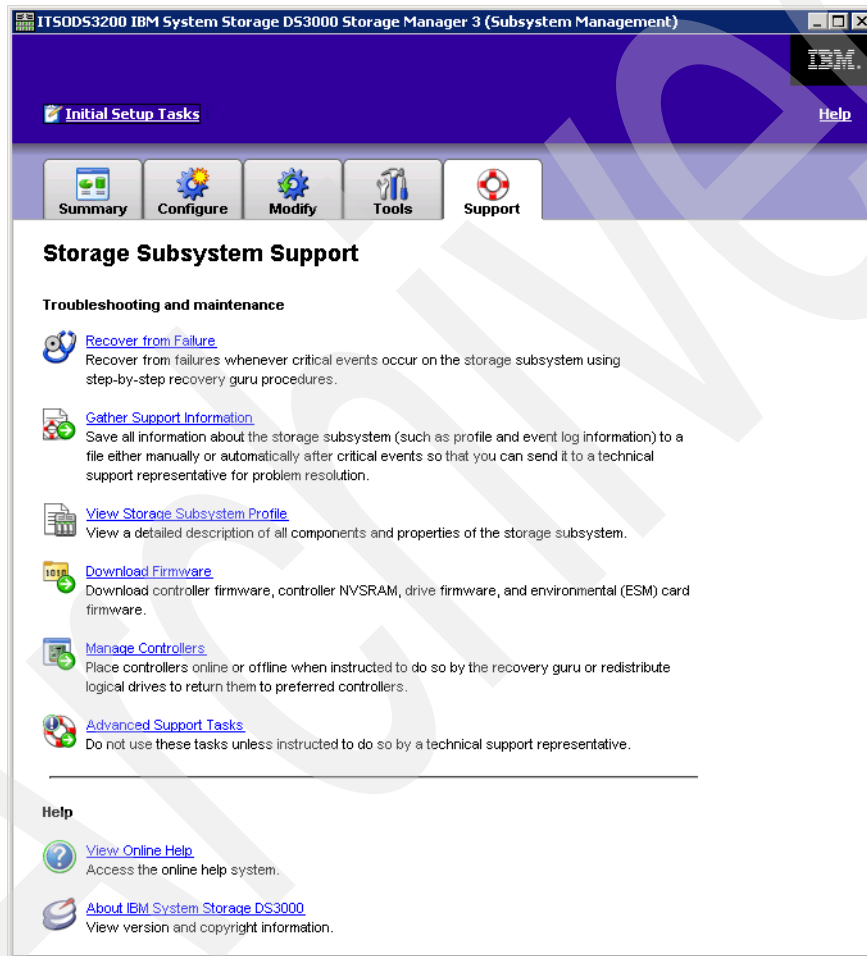 ITSODS3200 IBM System Storage DS3000 Storage Manager 3 (Subsystem Management)
IBM.
Initial Setup Tasks
Help
Summary
Configure
Modify
Tools
Support
Storage Subsystem Support
Troubleshooting and maintenance
Recover from Failure
Recover from failures whenever critical events occur on the storage subsystem using
step-by-step recovery guru procedures.
Gather Support Information
Save all information about the storage subsystem (such as profile and event log information) to a
file either manually or automatically after critical events so that you can send it to a technical
support representative for problem resolution.
View Storage Subsystem Profile
View a detailed description of all components and properties of the storage subsystem.
Download Firmware
Download controller firmware, controller NVSRAM, drive firmware, and environmental (ESM) card
firmware.
Manage Controllers
Place controllers online or offline when instructed to do so by the recovery guru or redistribute
logical drives to return them to preferred controllers.
Advanced Support Tasks
Do not use these tasks unless instructed to do so by a technical support representative.
Help
View Online Help
Access the online help system.
About IBM System Storage DS3000
View version and copyright information.